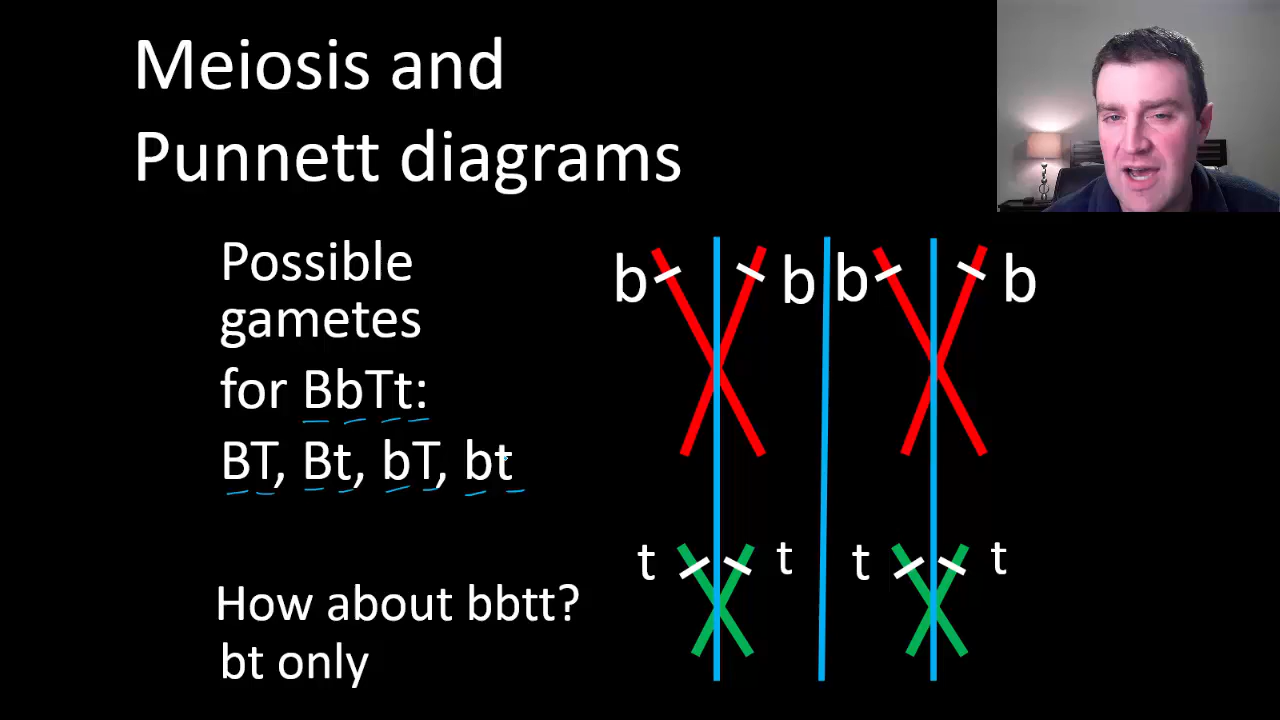 Meiosis and
Punnett diagrams
Possible
gametes
for BbTt:
BT, Bt, bT, bt
How about bbtt?
bt only
b b b b
t t t t